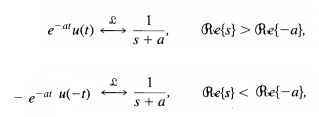 e^{-at}u(t) ⟷^{ℒ} 1/(s + a), ℛe{s} > ℛe{-a},
- e^{-at} u(-t) ⟷^{ℒ} 1/(s + a), ℛe{s} < ℛe{-a},